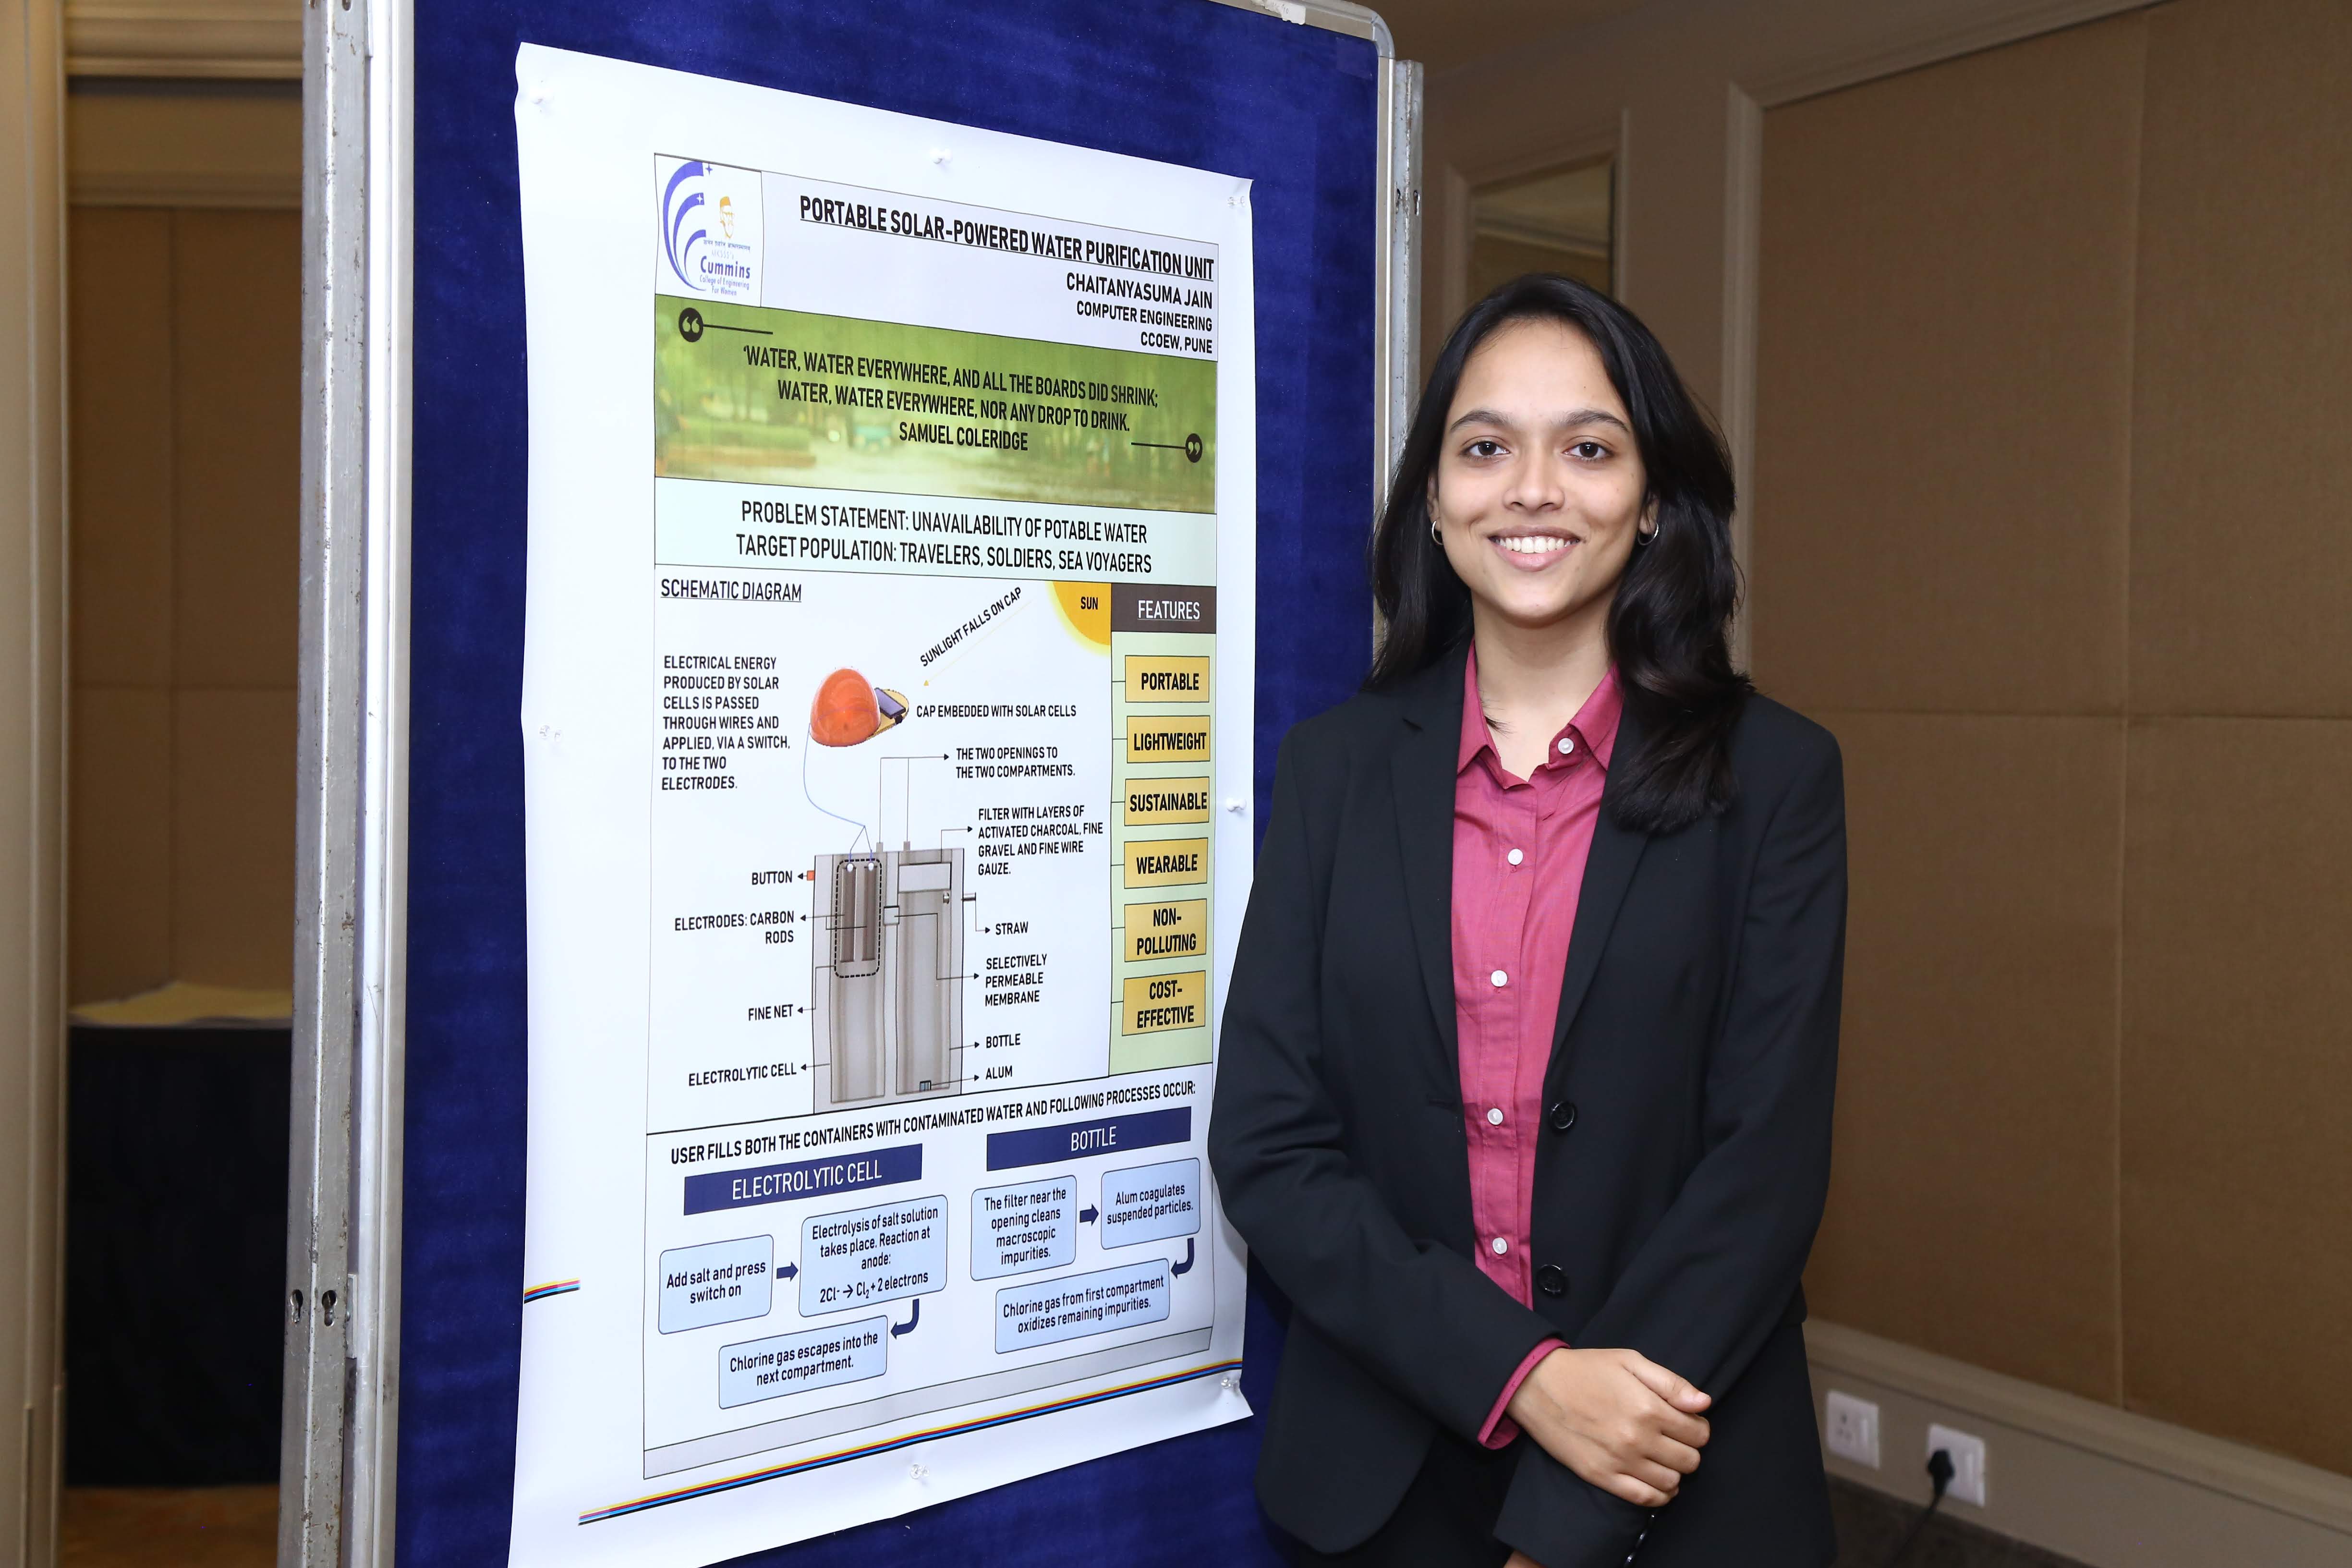 Cummins
College of Engineering
For Women
PORTABLE SOLAR-POWERED WATER PURIFICATION UNIT
CHAITANYASUMA JAIN
COMPUTER ENGINEERING
CCOEW, PUNE
'WATER, WATER EVERYWHERE, AND ALL THE BOARDS DID SHRINK;
WATER, WATER EVERYWHERE, NOR ANY DROP TO DRINK.
SAMUEL COLERIDGE
PROBLEM STATEMENT: UNAVAILABILITY OF POTABLE WATER
TARGET POPULATION: TRAVELERS, SOLDIERS, SEA VOYAGERS
SCHEMATIC DIAGRAM
SUNLIGHT FALLS ON CAP
SUN
ELECTRICAL ENERGY
PRODUCED BY SOLAR
CELLS IS PASSED
THROUGH WIRES AND
APPLIED, VIA A SWITCH,
TO THE TWO
ELECTRODES.
CAP EMBEDDED WITH SOLAR CELLS
THE TWO OPENINGS TO
THE TWO COMPARTMENTS.
FILTER WITH LAYERS OF
ACTIVATED CHARCOAL, FINE
GRAVEL AND FINE WIRE
GAUZE.
BUTTON
ELECTRODES: CARBON
RODS
STRAW
SELECTIVELY
PERMEABLE
MEMBRANE
FINE NET
BOTTLE
ELECTROLYTIC CELL
ALUM
FEATURES
PORTABLE
LIGHTWEIGHT
SUSTAINABLE
WEARABLE
NON-
POLLUTING
COST-
EFFECTIVE
USER FILLS BOTH THE CONTAINERS WITH CONTAMINATED WATER AND FOLLOWING PROCESSES OCCUR:
ELECTROLYTIC CELL
Add salt and press
switch on
Electrolysis of salt solution
takes place. Reaction at
anode:
2Cl⁻ → Cl₂ + 2 electrons
Chlorine gas escapes into the
next compartment.
BOTTLE
The filter near the
opening cleans
macroscopic
impurities.
Alum coagulates
suspended particles.
Chlorine gas from first compartment
oxidizes remaining impurities.